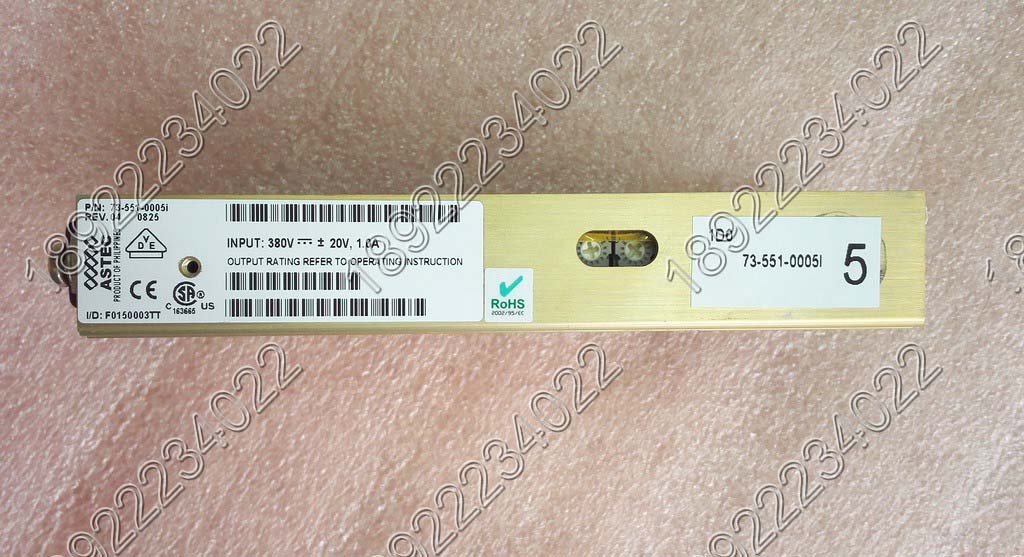 P/N: 73-551-0005i
REV. 04 0825
ASTEC
PRODUCT OF PHILIPPINES
DVE
CE
C 163665 US
I/D: F0150003TT
INPUT: 380V ⎓ ± 20V, 1.0A
OUTPUT RATING REFER TO OPERATING INSTRUCTION
RoHS
2002/95/EC
73-551-0005I
5
18922234022
18922234022
18922234022
18922234022
18922234022
18922234022